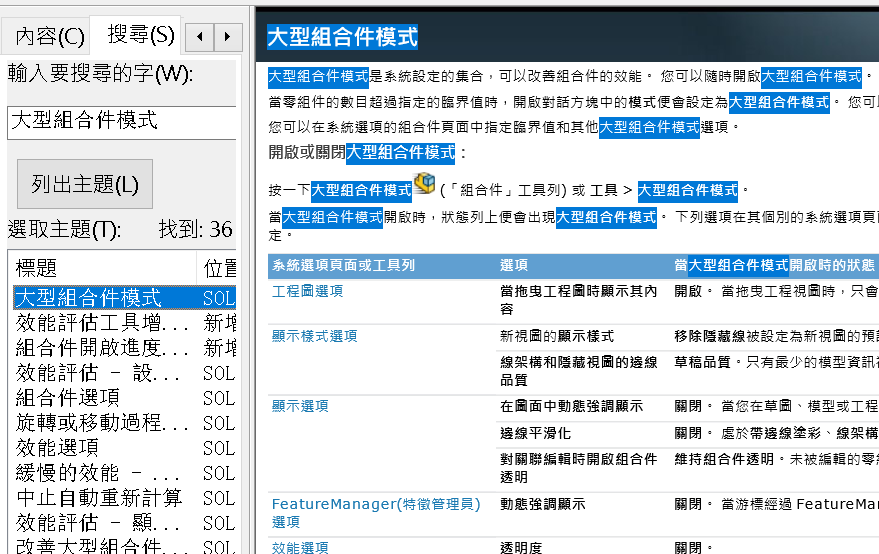 內容(C)
搜尋(S)
輸入要搜尋的字(W):
大型組合件模式
列出主題(L)
選取主題(T):
找到: 36
標題
位置
大型組合件模式
SOL
效能評估工具增...
新增
組合件開啟進度...
新增
效能評估 - 設...
SOL
組合件選項
SOL
旋轉或移動過程...
SOL
效能選項
SOL
緩慢的效能 - ...
SOL
中止自動重新計算
SOL
效能評估 - 顯...
SOL
改善大型組合件...
SOL
大型組合件模式
大型組合件模式是系統設定的集合，可以改善組合件的效能。 您可以隨時開啟大型組合件模式。
當零組件的數目超過指定的臨界值時，開啟對話方塊中的模式便會設定為大型組合件模式。 您可
您可以在系統選項的組合件頁面中指定臨界值和其他大型組合件模式選項。
開啟或關閉大型組合件模式：
按一下大型組合件模式 (「組合件」工具列) 或 工具 > 大型組合件模式。
當大型組合件模式開啟時，狀態列上便會出現大型組合件模式。 下列選項在其個別的系統選項頁
定。
系統選項頁面或工具列
選項
當大型組合件模式開啟時的狀態
工程圖選項
當拖曳工程圖時顯示其內容
開啟。 當拖曳工程視圖時，只會
顯示樣式選項
新視圖的顯示樣式
移除隱藏線被設定為新視圖的預
線架構和隱藏視圖的邊線品質
草稿品質。只有最少的模型資訊
顯示選項
在圖面中動態強調顯示
關閉。 當您在草圖、模型或工程
邊線平滑化
關閉。 處於帶邊線塗彩、線架構
對關聯編輯時開啟組合件透明
維持組合件透明。未被編輯的零
FeatureManager(特徵管理員)選項
動態強調顯示
關閉。 當游標經過 FeatureMa
效能選項
透明度
關閉。